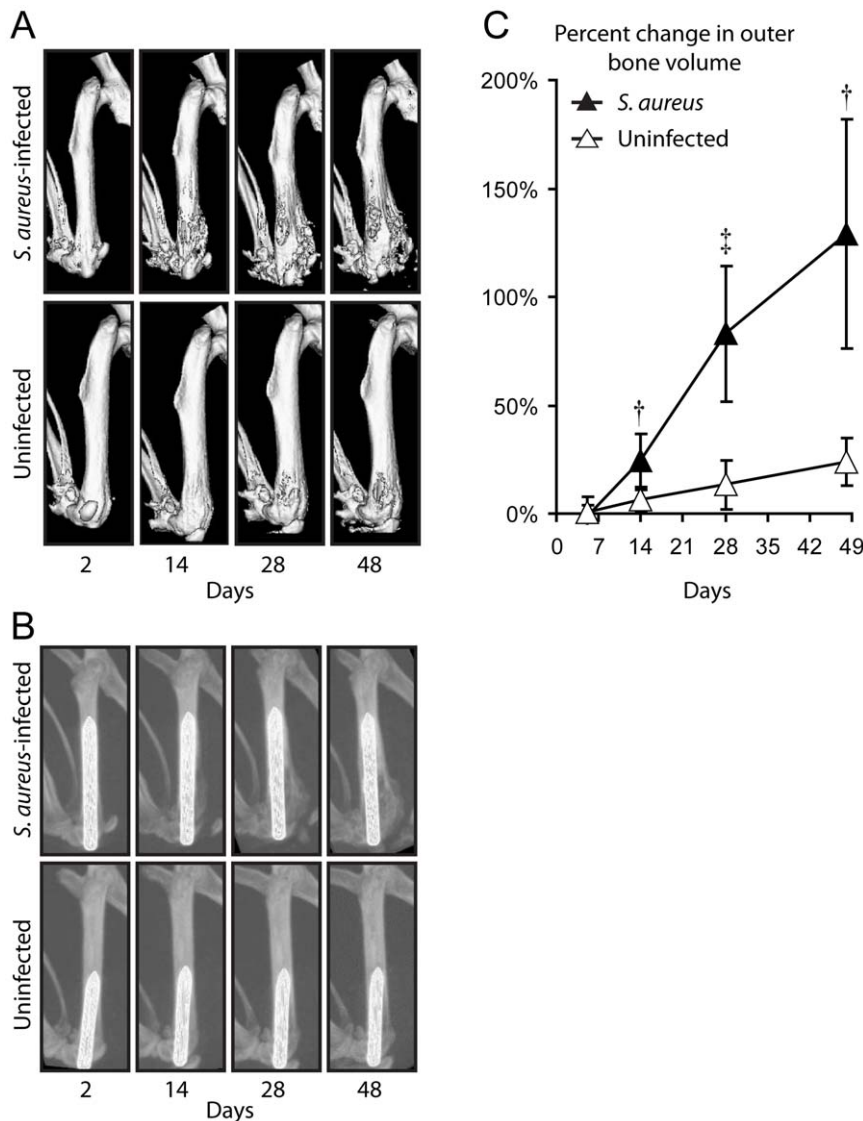 A
S. aureus-infected
Uninfected
2 14 28 48
Days
B
S. aureus-infected
Uninfected
2 14 28 48
Days
C
Percent change in outer
bone volume
S. aureus
Uninfected
200%
150%
100%
50%
0%
† ‡ †
0 7 14 21 28 35 42 49
Days